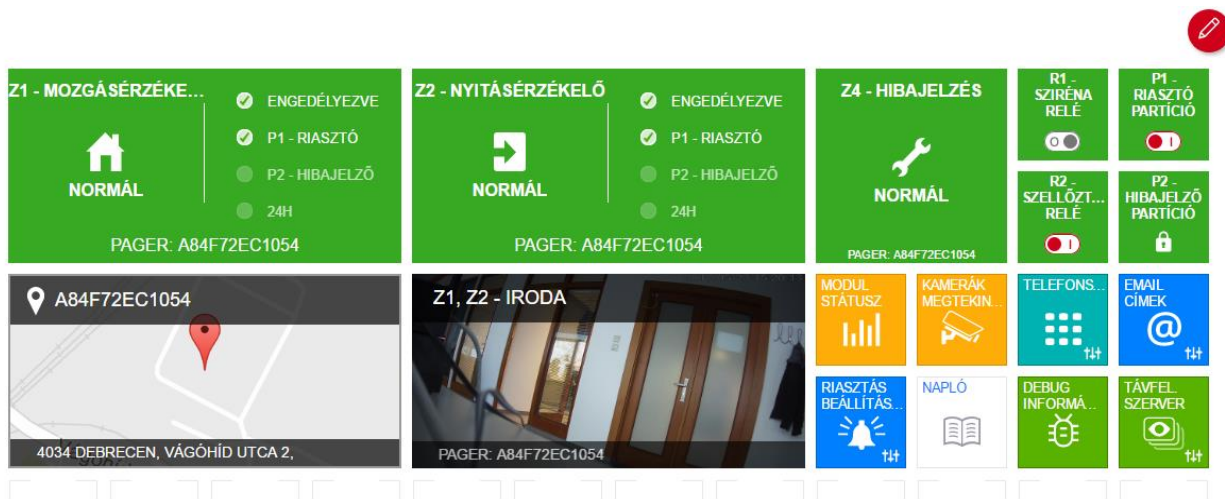 Z1 - MOZGÁSÉRZÉKE...
ENGEDÉLYEZVE
P1 - RIASZTÓ
P2 - HIBAJELZŐ
24H
NORMÁL
PAGER: A84F72EC1054
Z2 - NYITÁSÉRZÉKELŐ
ENGEDÉLYEZVE
P1 - RIASZTÓ
P2 - HIBAJELZŐ
24H
NORMÁL
PAGER: A84F72EC1054
Z4 - HIBAJELZÉS
NORMÁL
PAGER: A84F72EC1054
R1 -
SZIRÉNA
RELÉ
P1 -
RIASZTÓ
PARTÍCIÓ
R2 -
SZELLŐZT...
RELÉ
P2 -
HIBAJELZŐ
PARTÍCIÓ
A84F72EC1054
4034 DEBRECEN, VÁGÓHÍD UTCA 2,
Z1, Z2 - IRODA
PAGER: A84F72EC1054
MODUL
STÁTUSZ
KAMERÁK
MEGTEKIN...
TELEFONS...
EMAIL
CÍMEK
RIASZTÁS
BEÁLLÍTÁS...
NAPLÓ
DEBUG
INFORMÁ...
TÁVFEL.
SZERVER